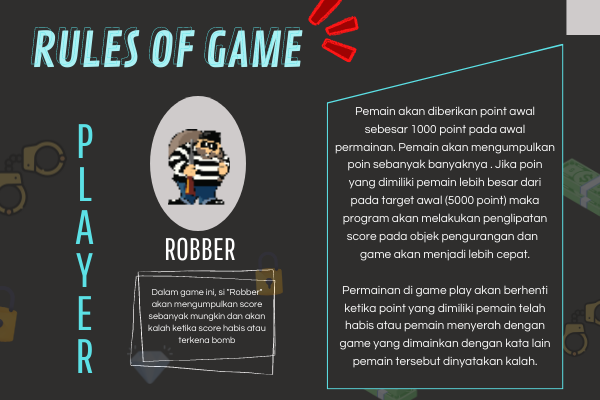 RULES OF GAME
PLAYER
ROBBER
Dalam game ini, si "Robber"
akan mengumpulkan score
sebanyak mungkin dan akan
kalah ketika score habis atau
terkena bomb
Pemain akan diberikan point awal
sebesar 1000 point pada awal
permainan. Pemain akan mengumpulkan
poin sebanyak banyaknya . Jika poin
yang dimiliki pemain lebih besar dari
pada target awal (5000 point) maka
program akan melakukan penglipatan
score pada objek pengurangan dan
game akan menjadi lebih cepat.
Permainan di game play akan berhenti
ketika point yang dimiliki pemain telah
habis atau pemain menyerah dengan
game yang dimainkan dengan kata lain
pemain tersebut dinyatakan kalah.